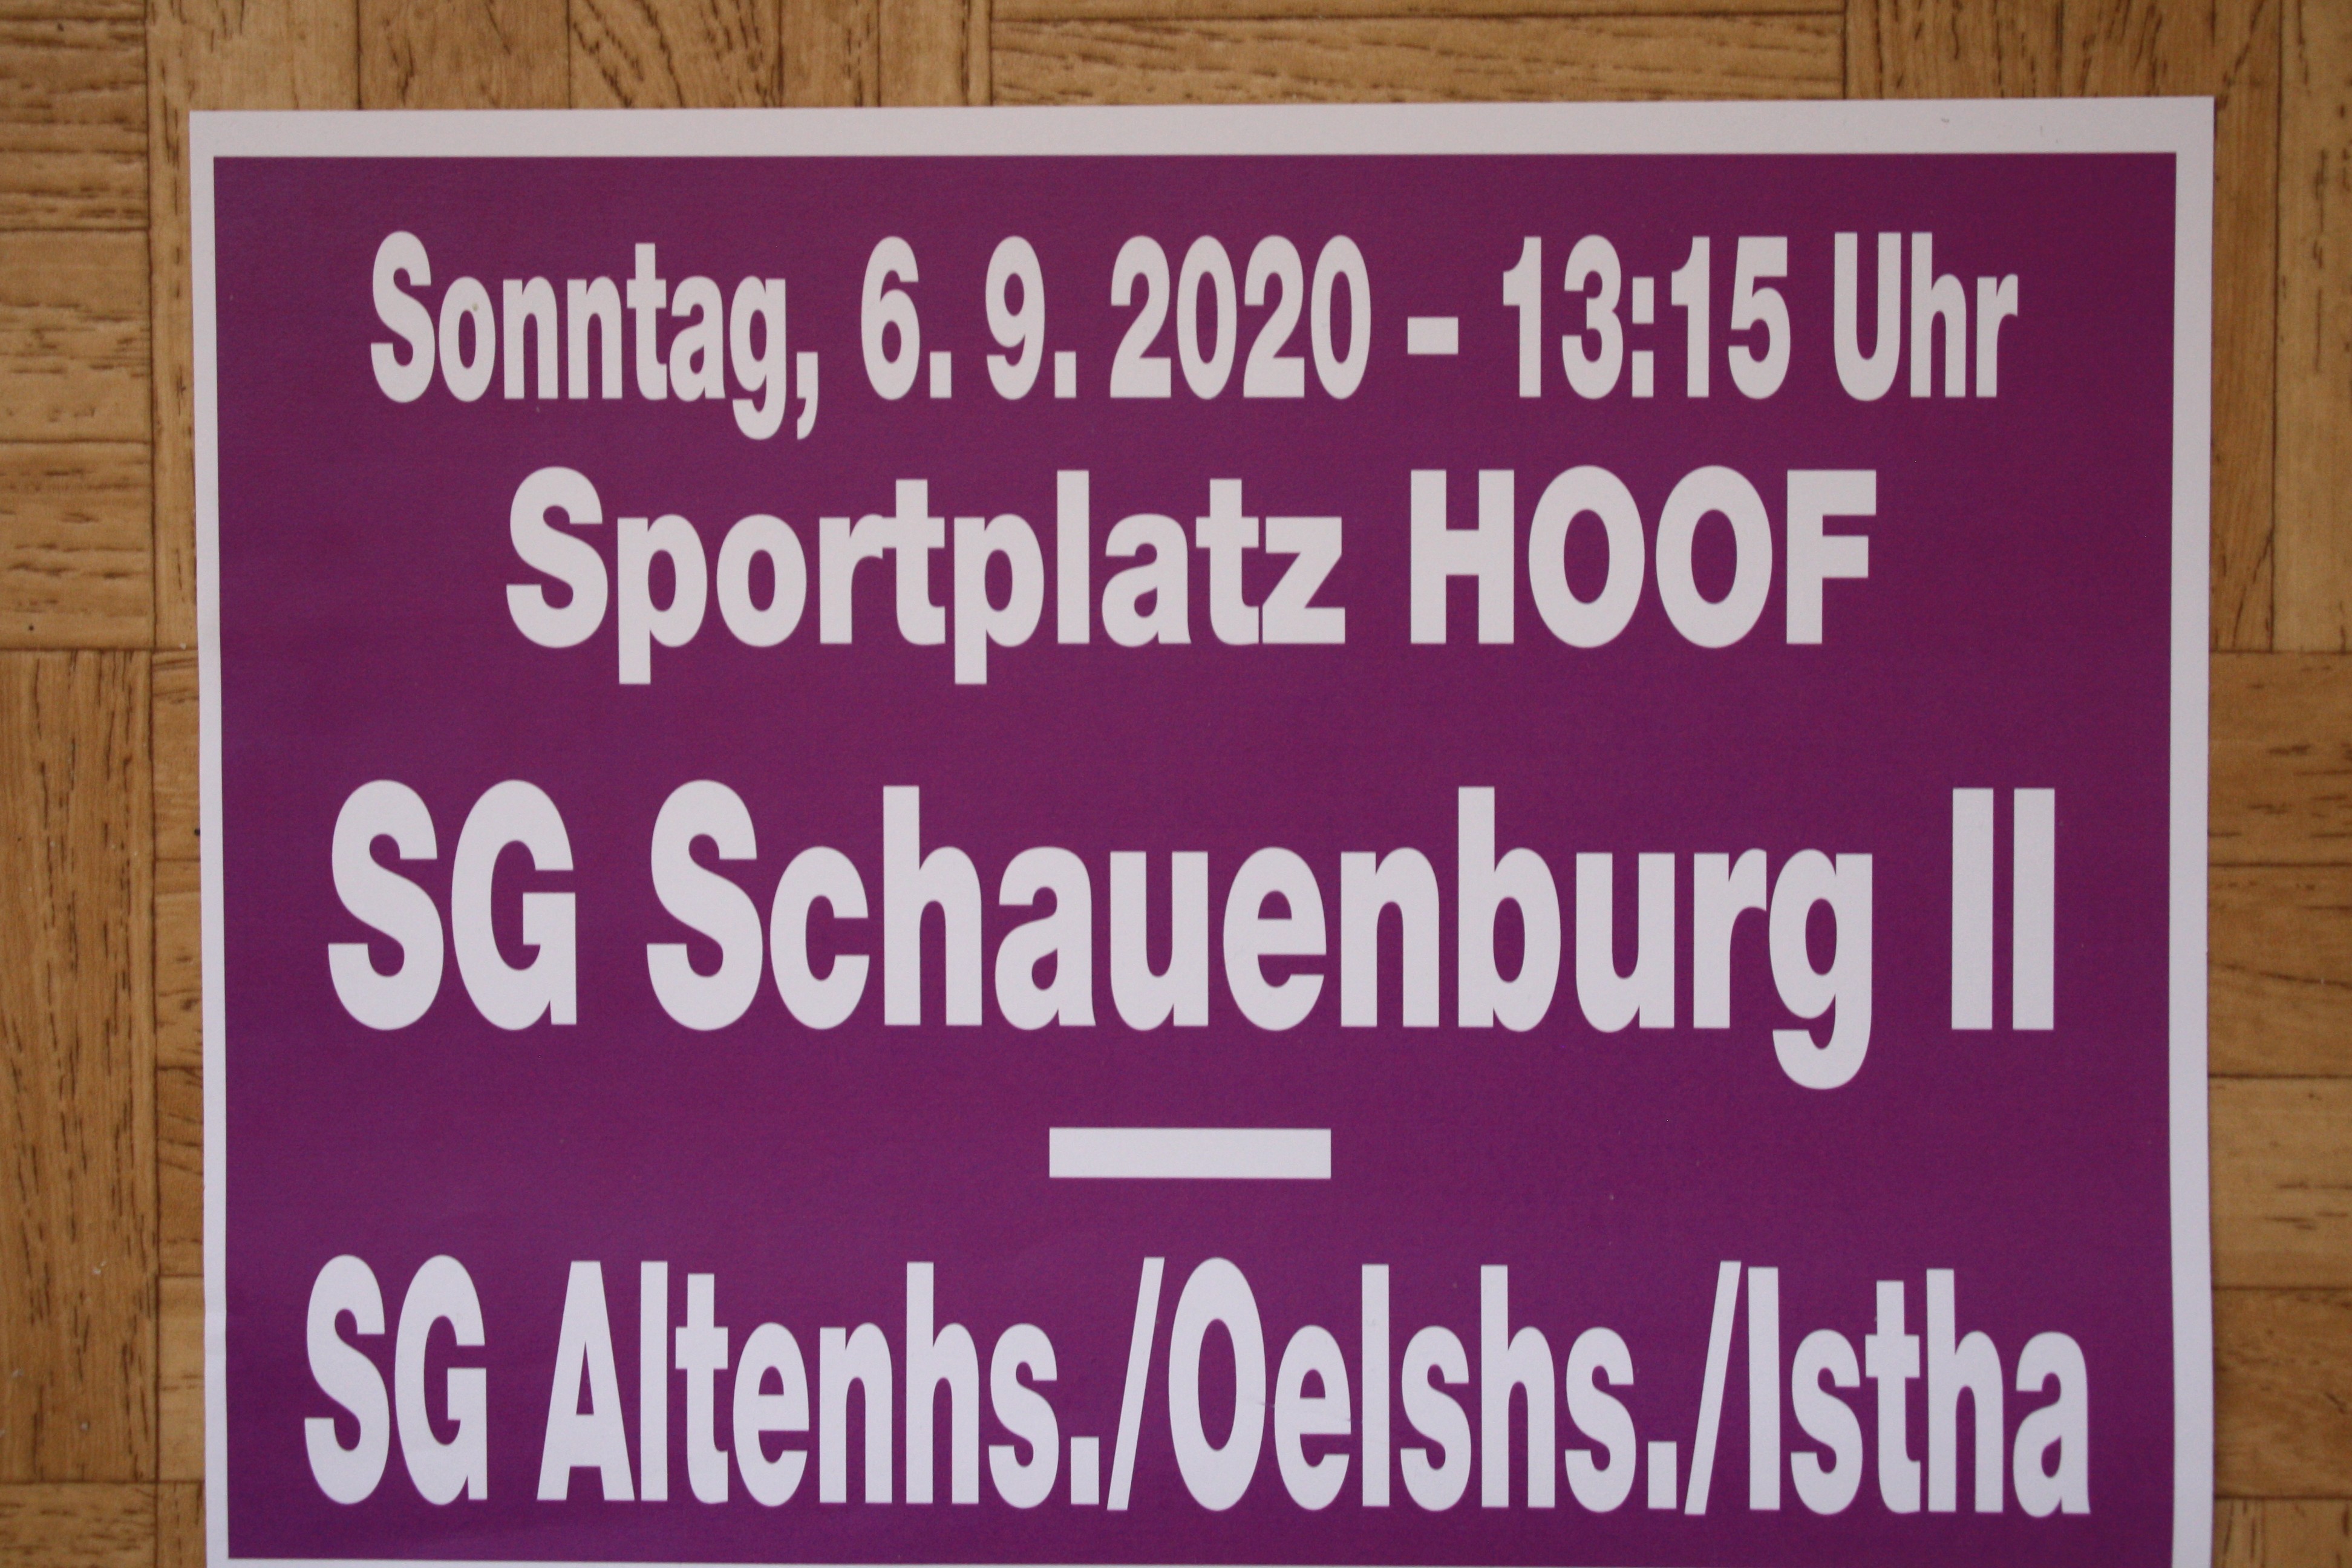 Sonntag, 6. 9. 2020 – 13:15 Uhr
Sportplatz HOOF
SG Schauenburg II
—
SG Altenhs./Oelshs./Istha